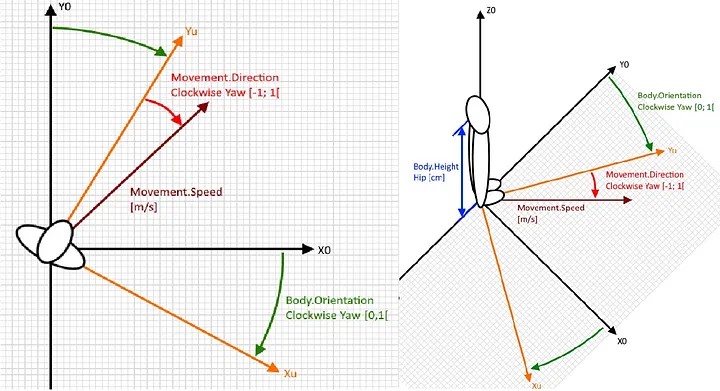 Y0
Yu
Movement.Direction
Clockwise Yaw [-1; 1[
Movement.Speed
[m/s]
X0
Body.Orientation
Clockwise Yaw [0,1[
Xu
Z0
Y0
Body.Orientation
Clockwise Yaw [0; 1[
Yu
Movement.Direction
Clockwise Yaw [-1; 1[
Body.Height
Hip [cm]
Movement.Speed
[m/s]
X0
Xu